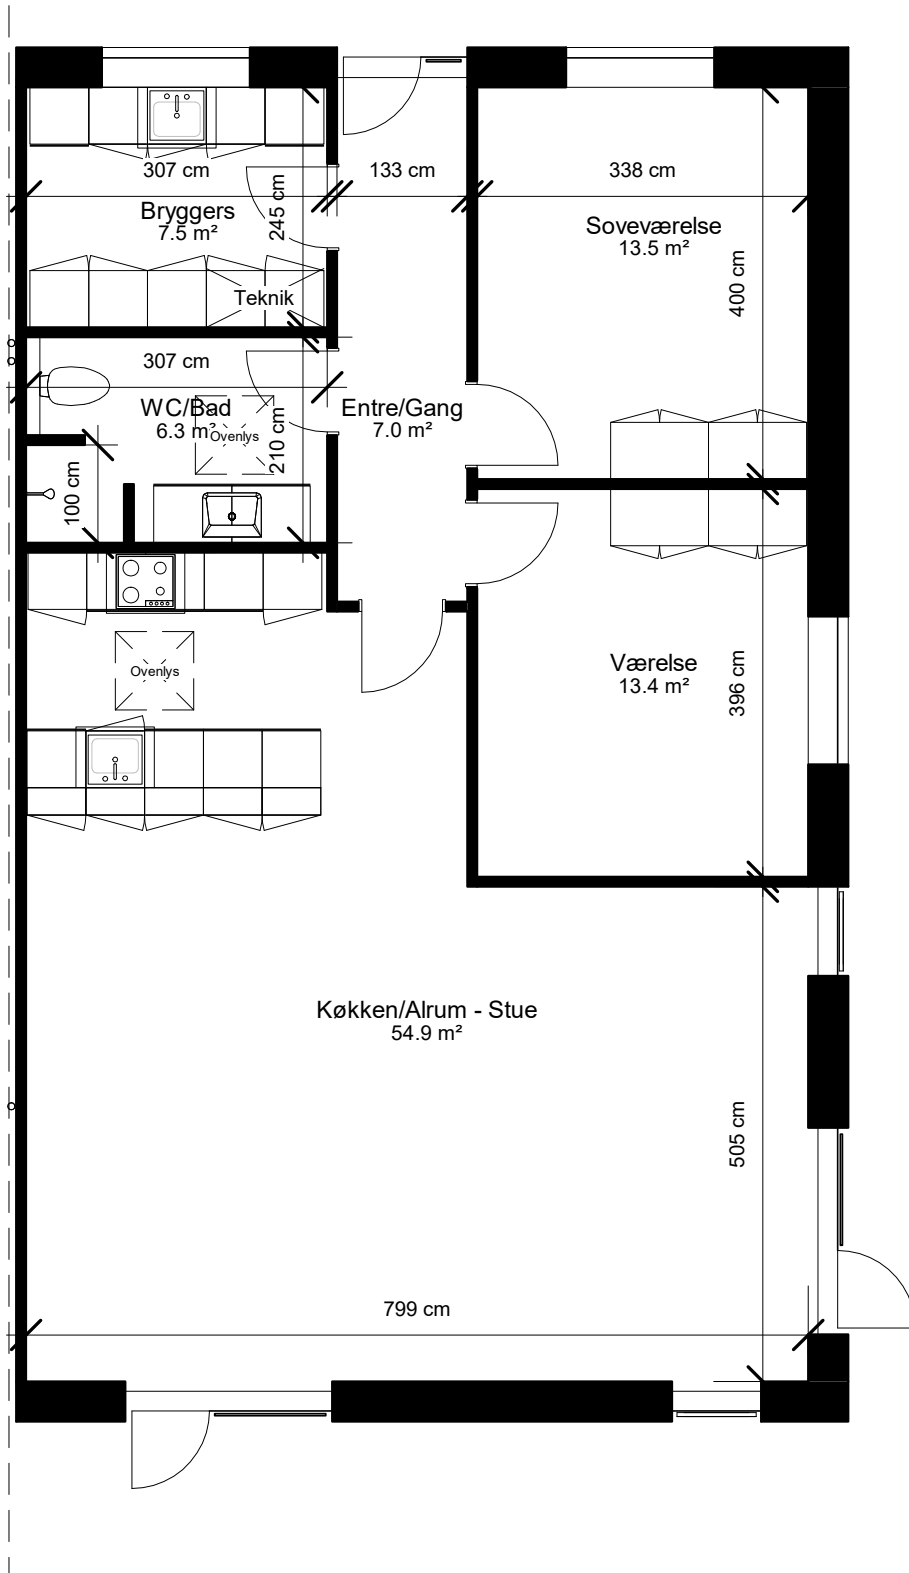 307 cm
133 cm
338 cm
Bryggers
7.5 m²
245 cm
Soveværelse
13.5 m²
400 cm
Teknik
307 cm
WC/Bad
6.3 m²
Ovenlys
210 cm
Entre/Gang
7.0 m²
100 cm
Ovenlys
Værelse
13.4 m²
396 cm
Køkken/Alrum - Stue
54.9 m²
505 cm
799 cm